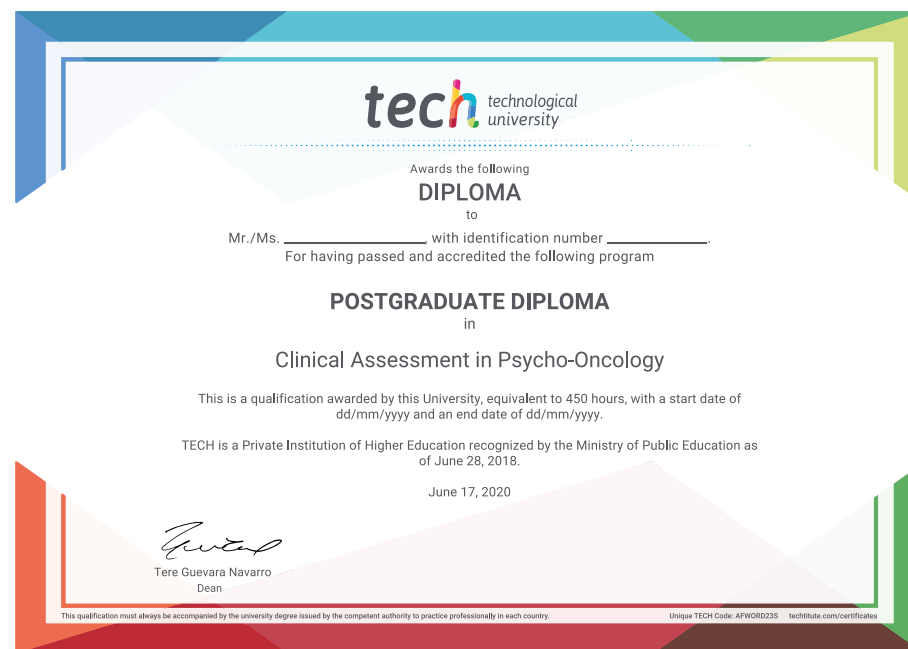 tech technological
university
Awards the following
DIPLOMA
to
Mr./Ms. ____________________, with identification number ______________.
For having passed and accredited the following program
POSTGRADUATE DIPLOMA
in
Clinical Assessment in Psycho-Oncology
This is a qualification awarded by this University, equivalent to 450 hours, with a start date of
dd/mm/yyyy and an end date of dd/mm/yyyy.
TECH is a Private Institution of Higher Education recognized by the Ministry of Public Education as
of June 28, 2018.
June 17, 2020
Tere Guevara Navarro
Dean
This qualification must always be accompanied by the university degree issued by the competent authority to practice professionally in each country. Unique TECH Code: AFWORD23S techtitute.com/certificates